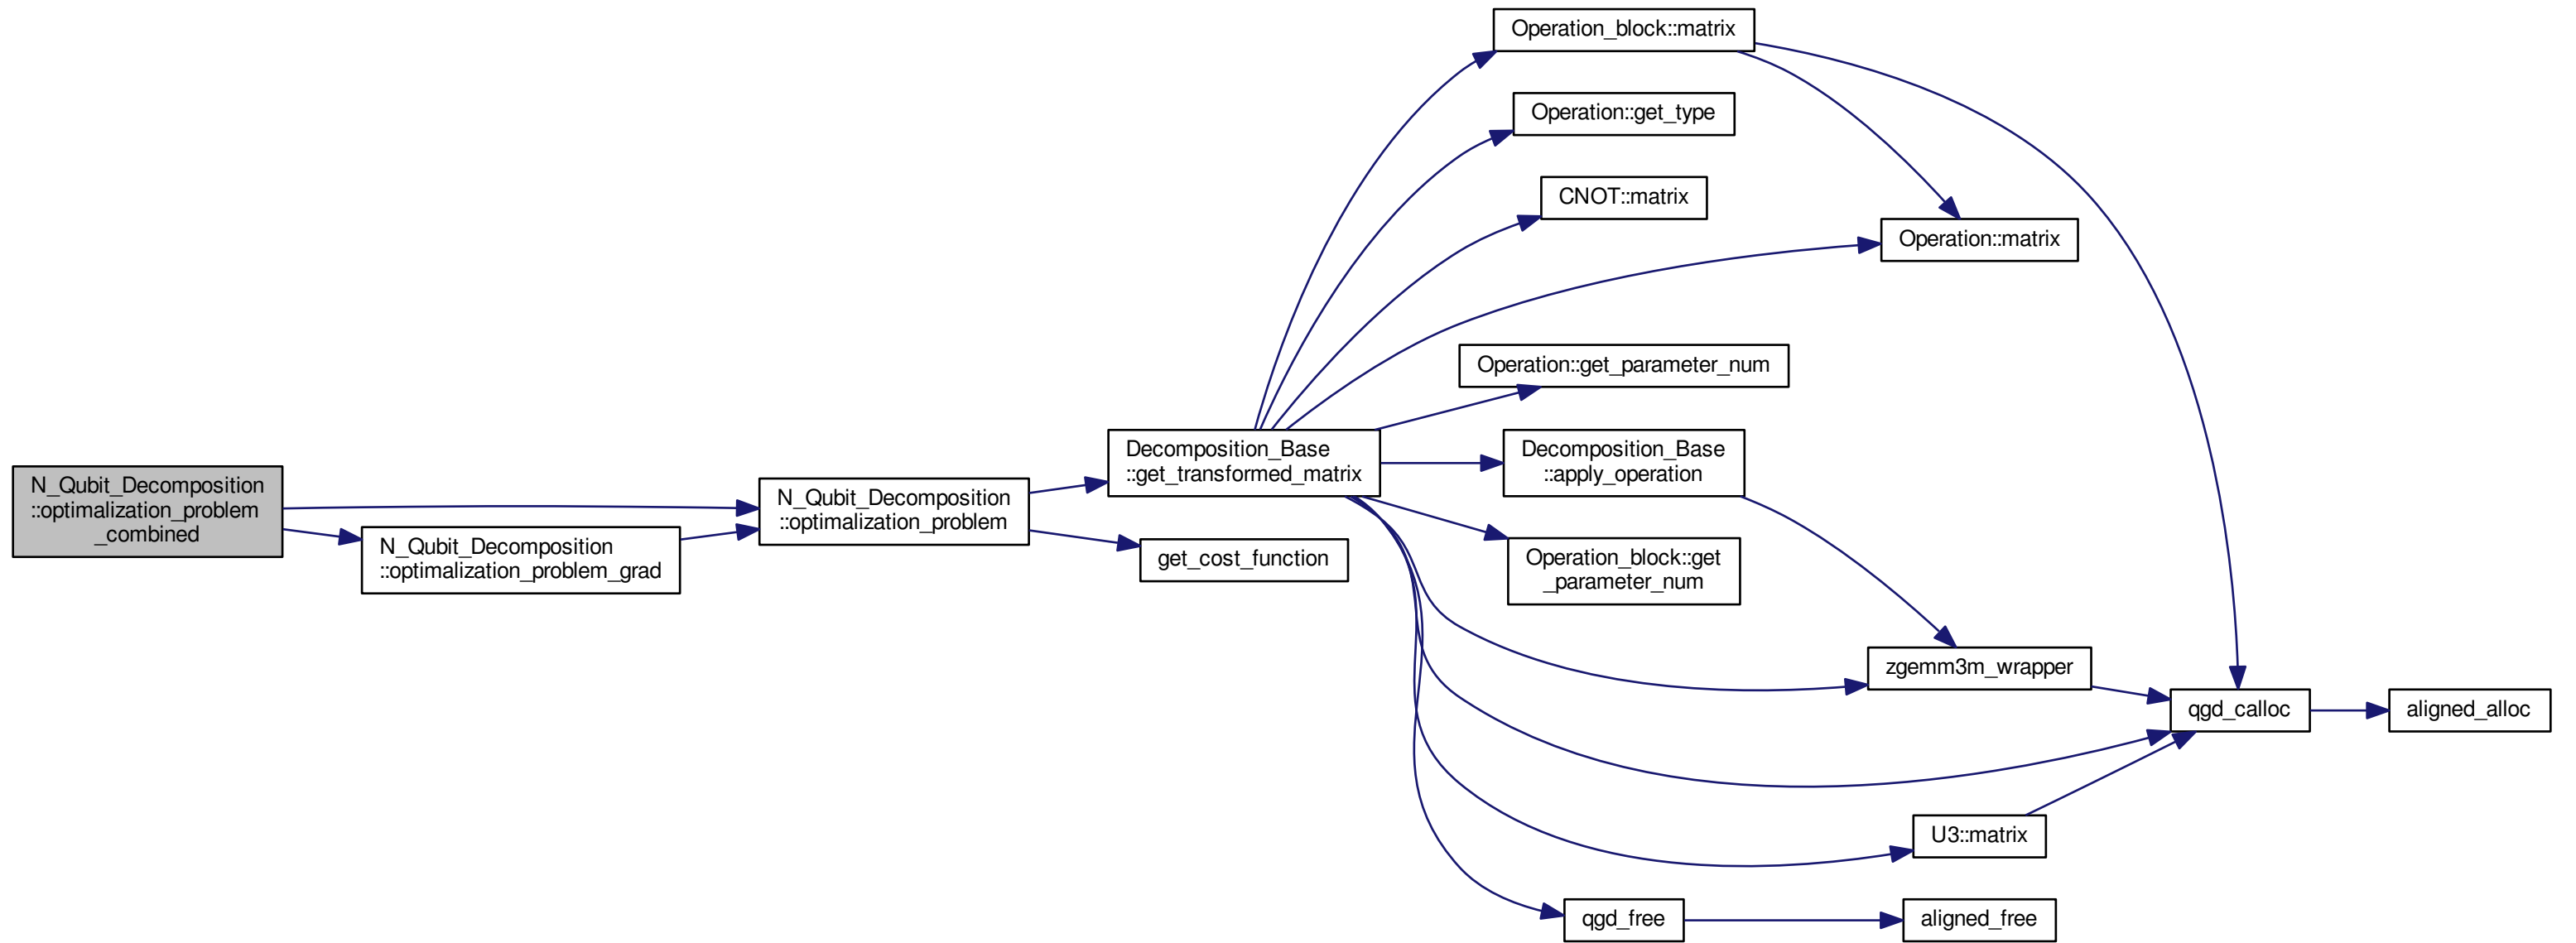 N_Qubit_Decomposition
::optimalization_problem
_combined
N_Qubit_Decomposition
::optimalization_problem_grad
N_Qubit_Decomposition
::optimalization_problem
Decomposition_Base
::get_transformed_matrix
get_cost_function
Operation_block::matrix
Operation::get_type
CNOT::matrix
Operation::matrix
Operation::get_parameter_num
Decomposition_Base
::apply_operation
Operation_block::get
_parameter_num
zgemm3m_wrapper
qgd_calloc
aligned_alloc
U3::matrix
qgd_free
aligned_free